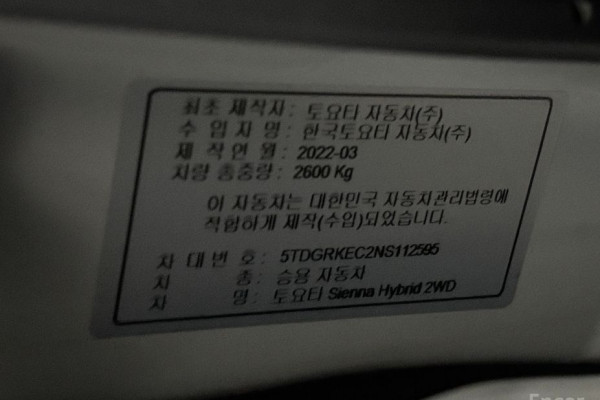 최초 제작자 : 토요타 자동차(주)
수 입 자 명 : 한국토요타 자동차(주)
제 작 연 월 : 2022-03
차량 총중량 : 2600 Kg
이 자동차는 대한민국 자동차관리법령에
적합하게 제작(수입)되었습니다.
차 대 번 호 : 5TDGRKEC2NS112595
차 종 : 승용 자동차
차 명 : 토요타 Sienna Hybrid 2WD
Encar